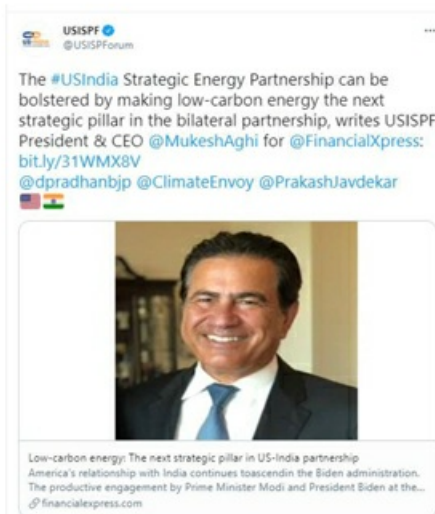 USISPF
@USISPForum
The #USIndia Strategic Energy Partnership can be
bolstered by making low-carbon energy the next
strategic pillar in the bilateral partnership, writes USISPF
President & CEO @MukeshAghi for @FinancialXpress:
bit.ly/31WMX8V
@dpradhanbjp @ClimateEnvoy @PrakashJavdekar
Low-carbon energy: The next strategic pillar in US-India partnership
America's relationship with India continues toascendin the Biden administration.
The productive engagement by Prime Minister Modi and President Biden at the...
financialexpress.com